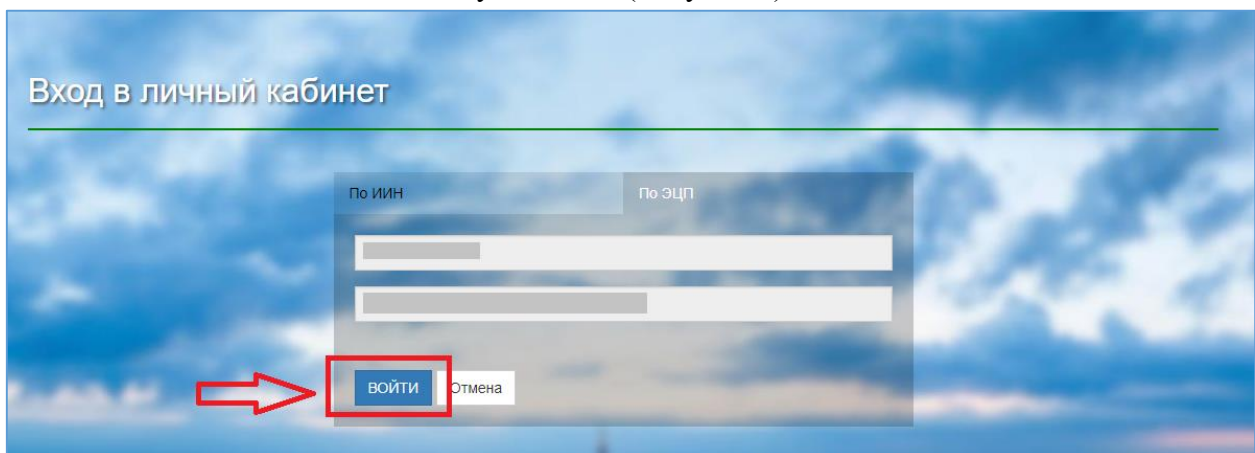 Вход в личный кабинет
По ИИН
По ЭЦП
ВОЙТИ
Отмена